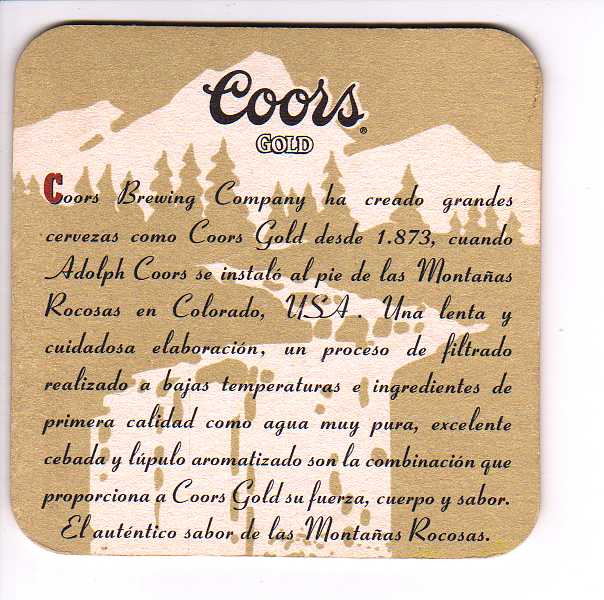 Coors®
GOLD
Coors Brewing Company ha creado grandes
cervezas como Coors Gold desde 1.873, cuando
Adolph Coors se instaló al pie de las Montañas
Rocosas en Colorado, USA. Una lenta y
cuidadosa elaboración, un proceso de filtrado
realizado a bajas temperaturas e ingredientes de
primera calidad como agua muy pura, excelente
cebada y lúpulo aromatizado son la combinación que
proporciona a Coors Gold su fuerza, cuerpo y sabor.
El auténtico sabor de las Montañas Rocosas.